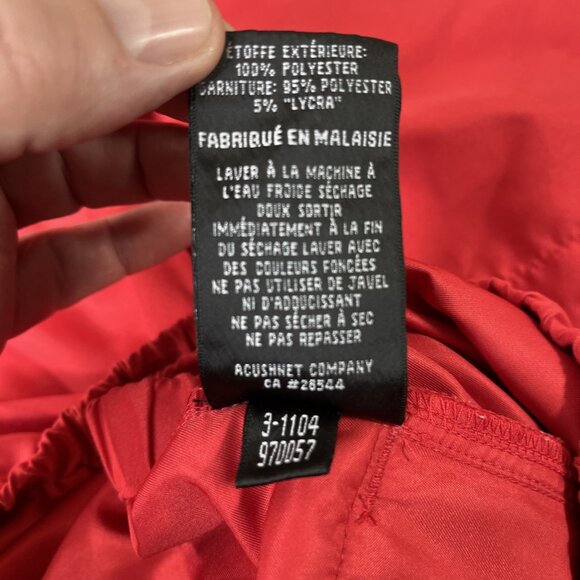 ÉTOFFE EXTÉRIEURE:
100% POLYESTER
GARNITURE: 95% POLYESTER
5% "LYCRA"
FABRIQUÉ EN MALAISIE
LAVER À LA MACHINE À
L'EAU FROIDE SÉCHAGE
DOUX SORTIR
IMMÉDIATEMENT À LA FIN
DU SÉCHAGE LAVER AVEC
DES COULEURS FONCÉES
NE PAS UTILISER DE JAVEL
NI D'ADOUCISSANT
NE PAS SÉCHER À SEC
NE PAS REPASSER
ACUSHNET COMPANY
CA #26544
3-1104
970057